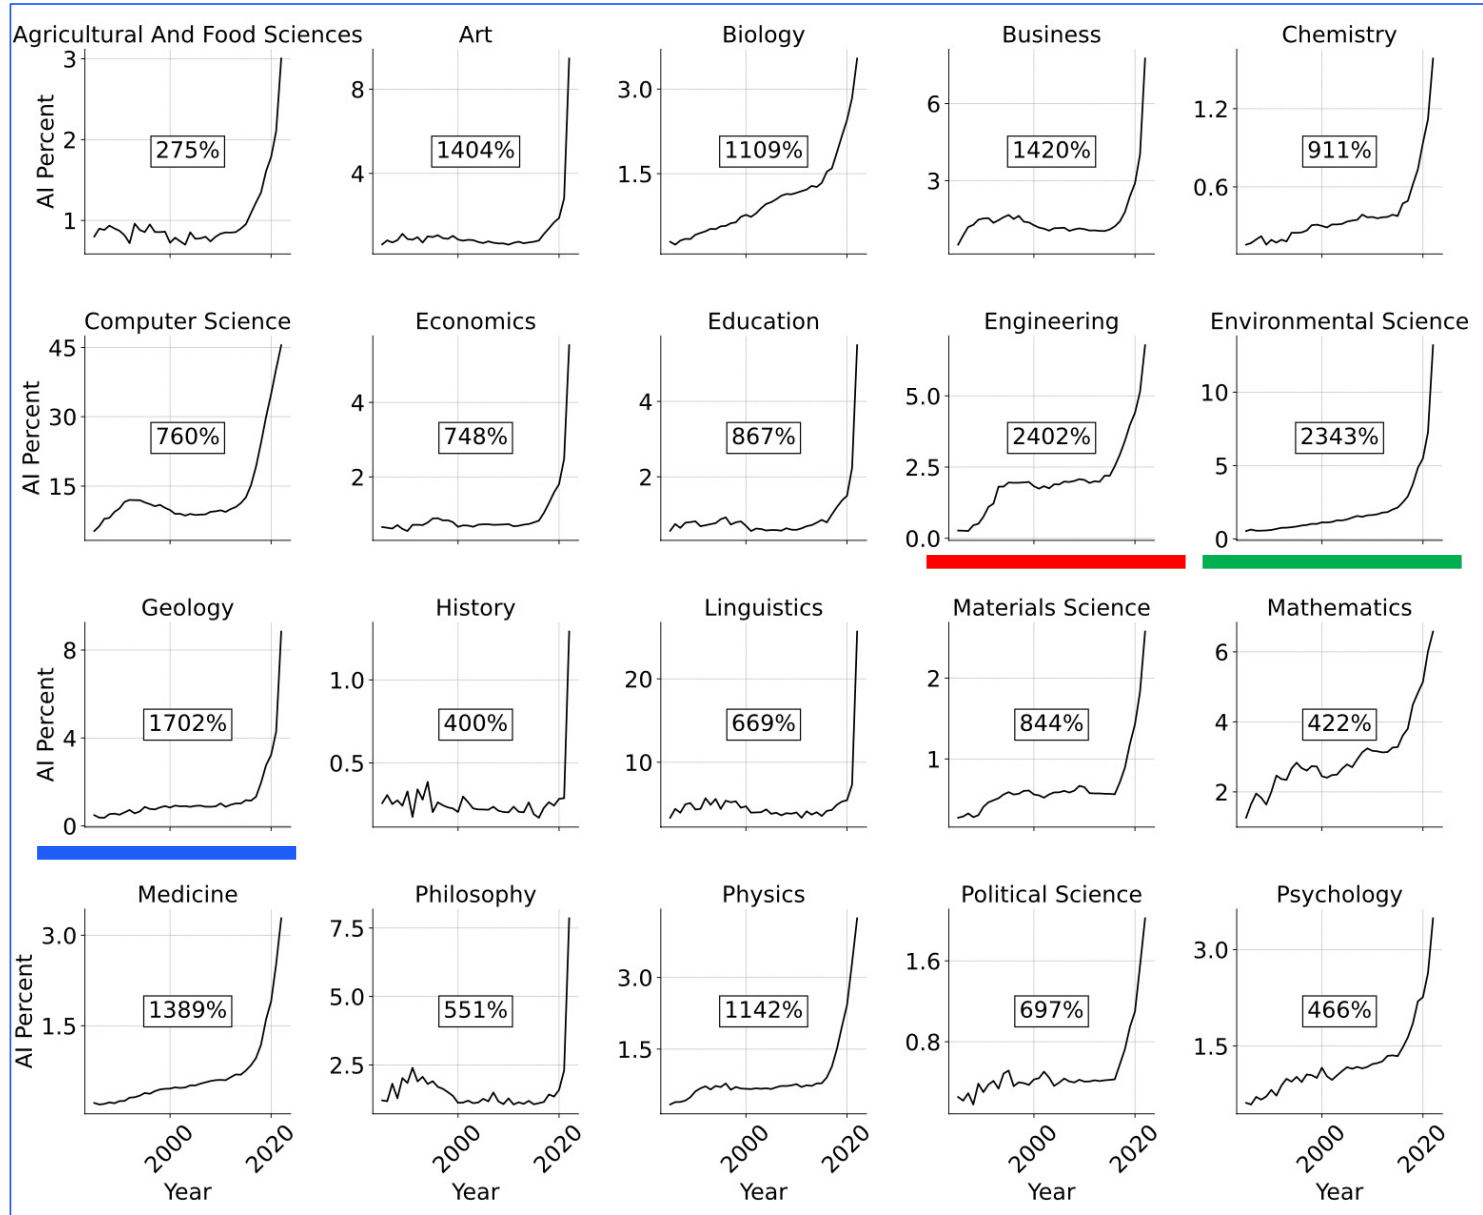 Agricultural And Food Sciences
AI Percent
3
2
1
275%
Art
8
4
1404%
Biology
3.0
1.5
1109%
Business
6
3
1420%
Chemistry
1.2
0.6
911%
Computer Science
AI Percent
45
30
15
760%
Economics
4
2
748%
Education
4
2
867%
Engineering
5.0
2.5
0.0
2402%
Environmental Science
10
5
0
2343%
Geology
AI Percent
8
4
0
1702%
History
1.0
0.5
400%
Linguistics
20
10
669%
Materials Science
2
1
844%
Mathematics
6
4
2
422%
Medicine
AI Percent
3.0
1.5
1389%
2000
2020
Year
Philosophy
7.5
5.0
2.5
551%
2000
2020
Year
Physics
3.0
1.5
1142%
2000
2020
Year
Political Science
1.6
0.8
697%
2000
2020
Year
Psychology
3.0
1.5
466%
2000
2020
Year